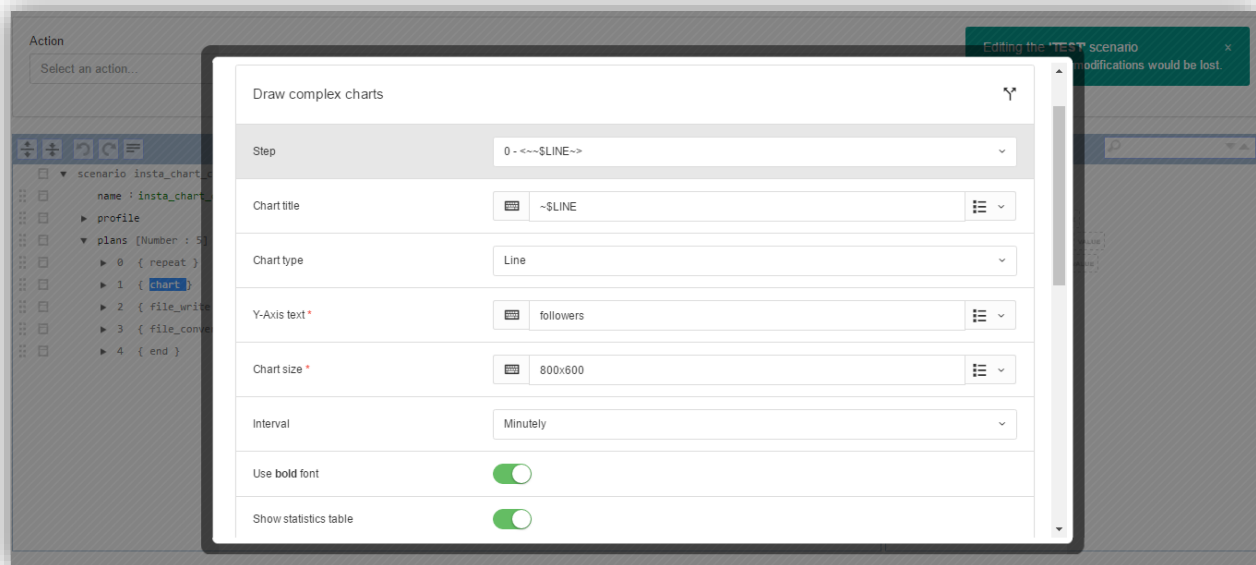 Action
Select an action...
Editing the 'TEST' scenario
×
modifications would be lost.
Draw complex charts
Step
0 - <~~$LINE~>
Chart title
~$LINE
Chart type
Line
Y-Axis text *
followers
Chart size *
800x600
Interval
Minutely
Use bold font
Show statistics table
scenario insta_chart_c
name : insta_chart_
profile
plans [Number : 5]
0 { repeat }
1 { chart }
2 { file_write
3 { file_conve
4 { end }